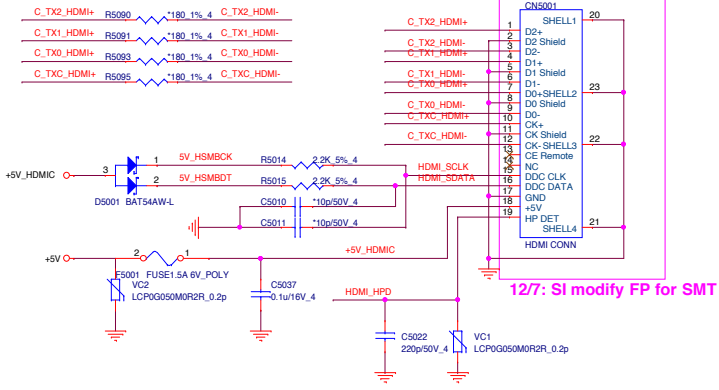 C_TX2_HDMI+ R5090 *180_1%_4 C_TX2_HDMI-
C_TX1_HDMI+ R5091 *180_1%_4 C_TX1_HDMI-
C_TX0_HDMI+ R5093 *180_1%_4 C_TX0_HDMI-
C_TXC_HDMI+ R5095 *180_1%_4 C_TXC_HDMI-
CN5001
SHELL1 20
C_TX2_HDMI+ 1 D2+
2 D2 Shield
C_TX2_HDMI- 3 D2-
C_TX1_HDMI+ 4 D1+
5 D1 Shield
C_TX1_HDMI- 6 D1-
C_TX0_HDMI+ 7 D0+ SHELL2 23
8 D0 Shield
C_TX0_HDMI- 9 D0-
C_TXC_HDMI+ 10 CK+
11 CK Shield
C_TXC_HDMI- 12 CK- SHELL3 22
13 CE Remote
14 NC
HDMI_SCLK 15 DDC CLK
HDMI_SDATA 16 DDC DATA
17 GND
18 +5V
19 HP DET
SHELL4 21
HDMI CONN
+5V_HDMIC 3 1 5V_HSMBCK R5014 2.2K_5%_4
2 5V_HSMBDT R5015 2.2K_5%_4
D5001 BAT54AW-L
C5010 *10p/50V_4
C5011 *10p/50V_4
+5V 2 1 +5V_HDMIC
F5001 FUSE1.5A 6V_POLY
VC2
LCP0G050M0R2R_0.2p
C5037
0.1u/16V_4
HDMI_HPD
C5022
220p/50V_4
VC1
LCP0G050M0R2R_0.2p
12/7: SI modify FP for SMT